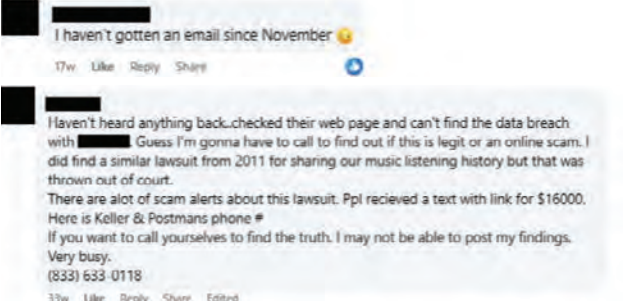 I haven't gotten an email since November
17w Like Reply Share
Haven't heard anything back..checked their web page and can't find the data breach
with . Guess I'm gonna have to call to find out if this is legit or an online scam. I
did find a similar lawsuit from 2011 for sharing our music listening history but that was
thrown out of court.
There are alot of scam alerts about this lawsuit. Ppl recieved a text with link for $16000.
Here is Keller & Postmans phone #
If you want to call yourselves to find the truth. I may not be able to post my findings.
Very busy.
(833) 633-0118
33w Like Reply Share Edited